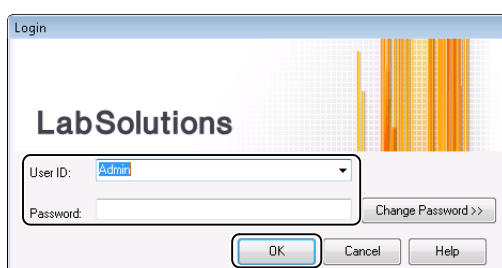 Login
LabSolutions
User ID: Admin
Password: Change Password >>
OK Cancel Help